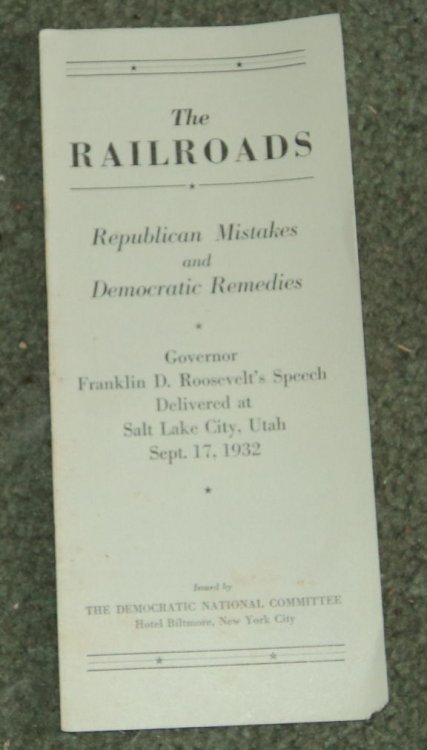 The
RAILROADS
Republican Mistakes
and
Democratic Remedies
Governor
Franklin D. Roosevelt's Speech
Delivered at
Salt Lake City, Utah
Sept. 17, 1932
Issued by
THE DEMOCRATIC NATIONAL COMMITTEE
Hotel Biltmore, New York City